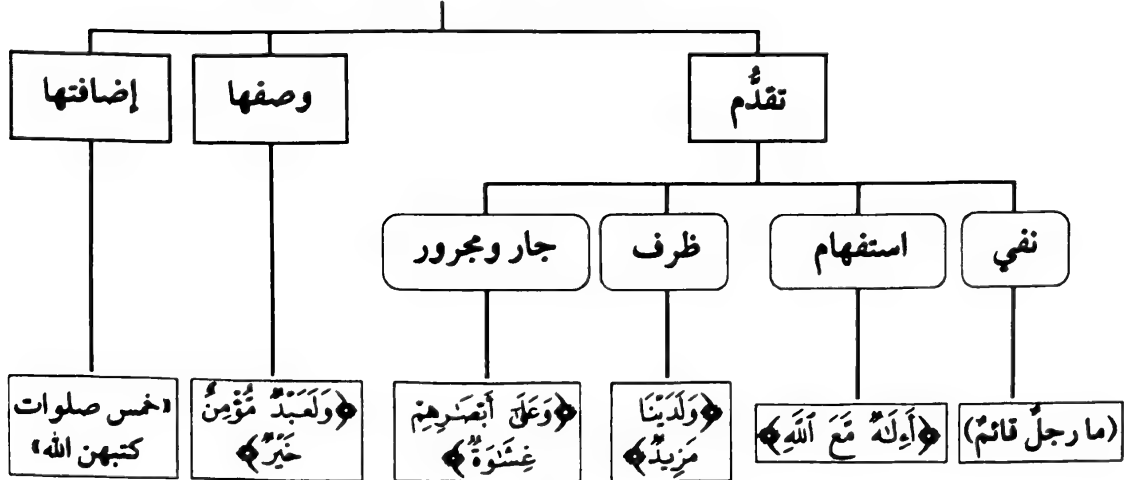 تقدُّم
وصفها
إضافتها
نفي
استفهام
ظرف
جار ومجرور
(ما رجلٌ قائمٌ)
﴿أَءِلَٰهٌ مَّعَ ٱللَّهِ﴾
﴿وَلَدَيْنَا
مَزِيدٌ﴾
﴿وَعَلَىٰٓ أَبْصَٰرِهِمْ
غِشَٰوَةٌ﴾
﴿وَلَعَبْدٌ مُّؤْمِنٌ
خَيْرٌ﴾
«خمس صلوات
كتبهن الله»